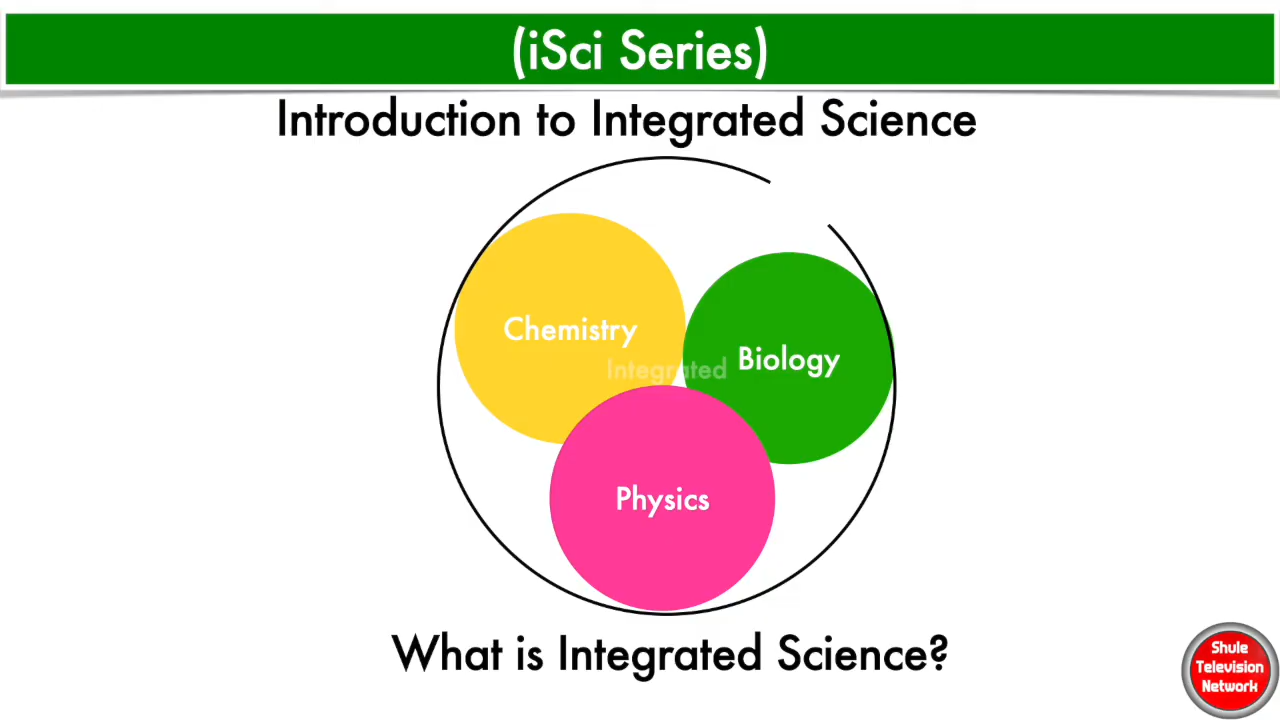 (iSci Series)
Introduction to Integrated Science
Chemistry
Biology
Integrated
Physics
What is Integrated Science?
Shule
Television
Network